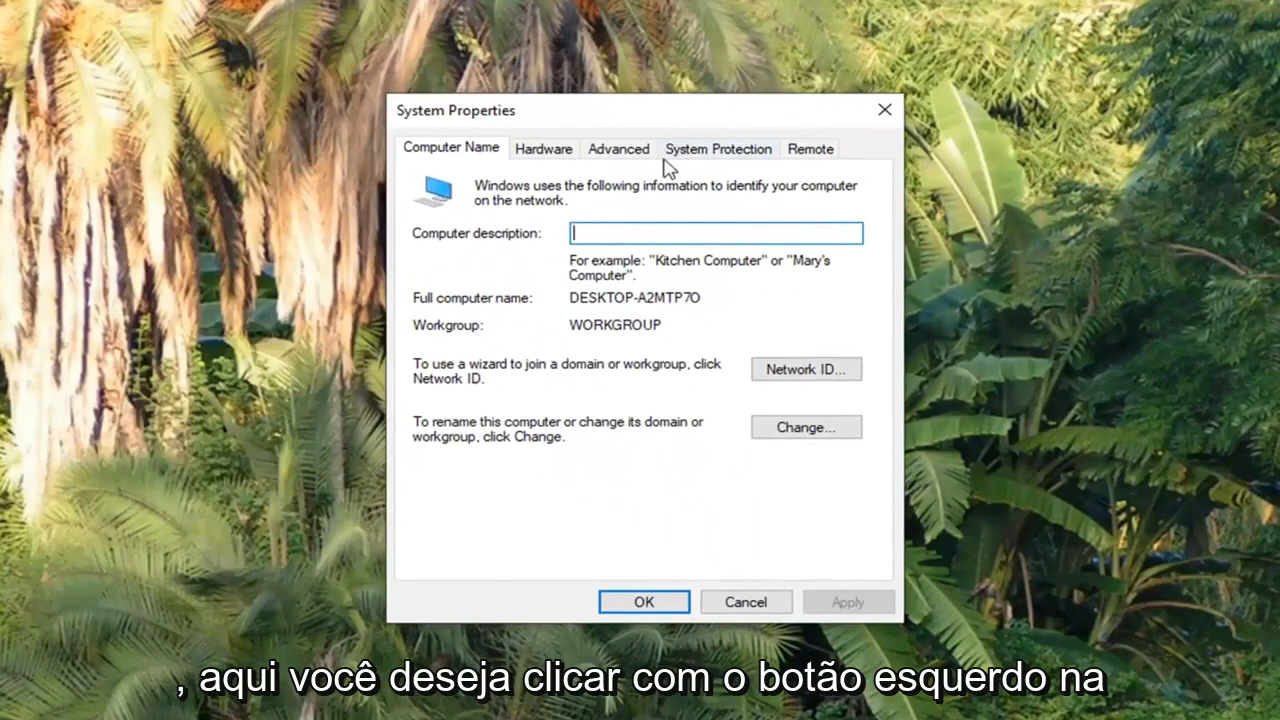 System Properties
Computer Name
Hardware
Advanced
System Protection
Remote
Windows uses the following information to identify your computer
on the network.
Computer description:
For example: "Kitchen Computer" or "Mary's
Computer".
Full computer name:
DESKTOP-A2MTP7O
Workgroup:
WORKGROUP
To use a wizard to join a domain or workgroup, click
Network ID.
Network ID...
To rename this computer or change its domain or
workgroup, click Change.
Change...
OK
Cancel
Apply
, aqui você deseja clicar com o botão esquerdo na